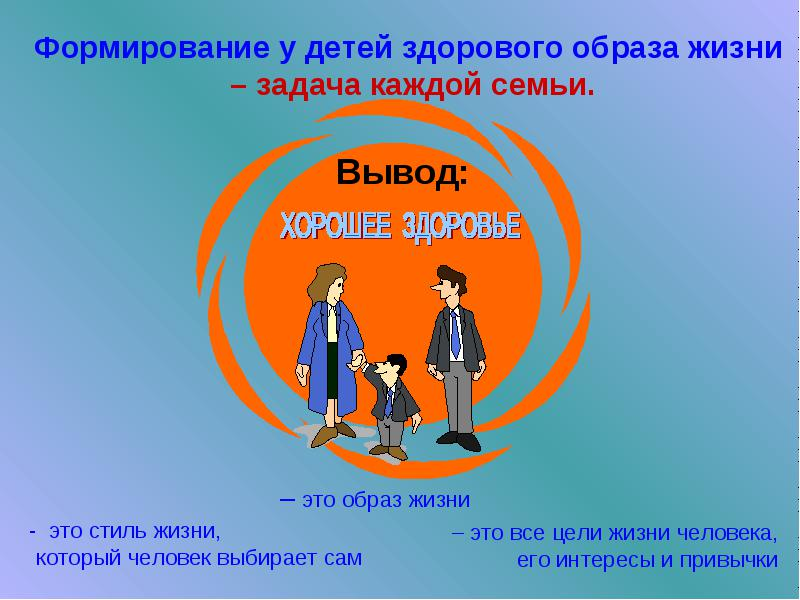 Формирование у детей здорового образа жизни
– задача каждой семьи.
Вывод:
ХОРОШЕЕ ЗДОРОВЬЕ
– это образ жизни
- это стиль жизни,
который человек выбирает сам
– это все цели жизни человека,
его интересы и привычки